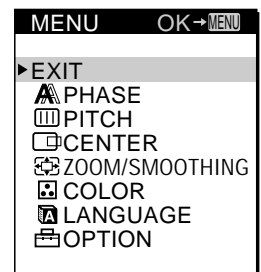 MENU OK→MENU
EXIT
PHASE
PITCH
CENTER
ZOOM/SMOOTHING
COLOR
LANGUAGE
OPTION